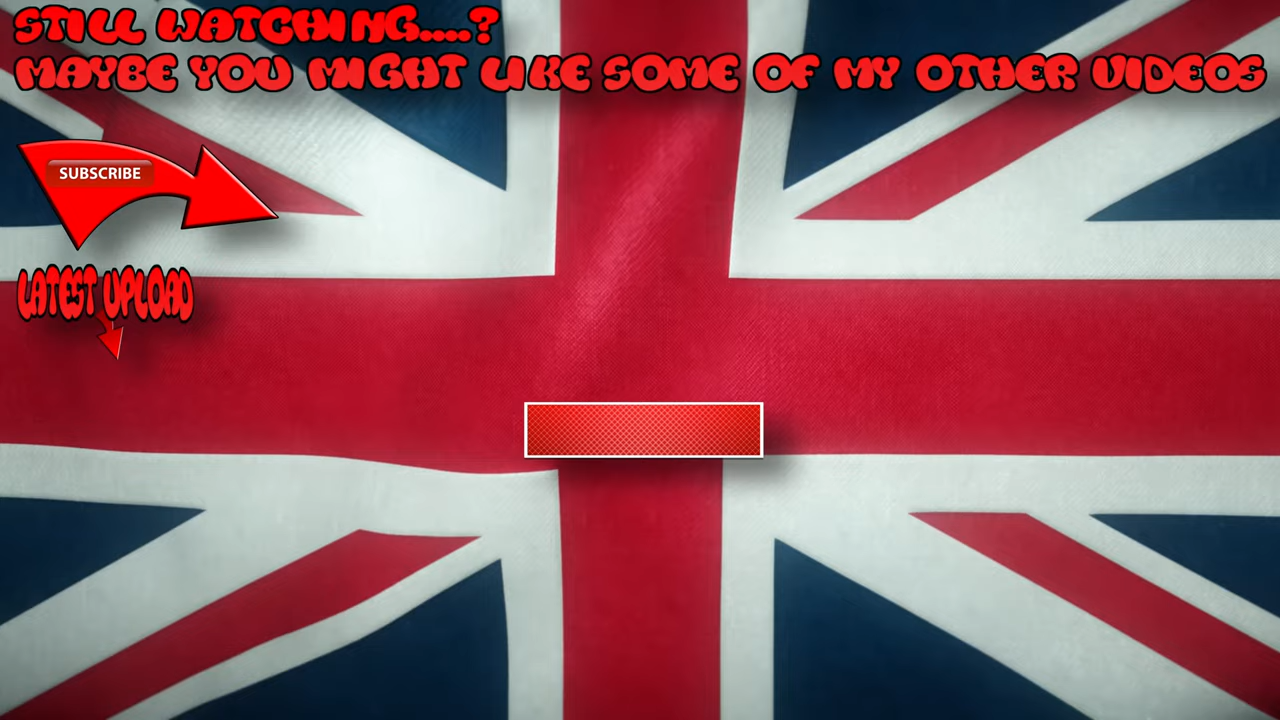 STILL WATCHING....?
MAYBE YOU MIGHT LIKE SOME OF MY OTHER VIDEOS
SUBSCRIBE
LATEST UPLOAD